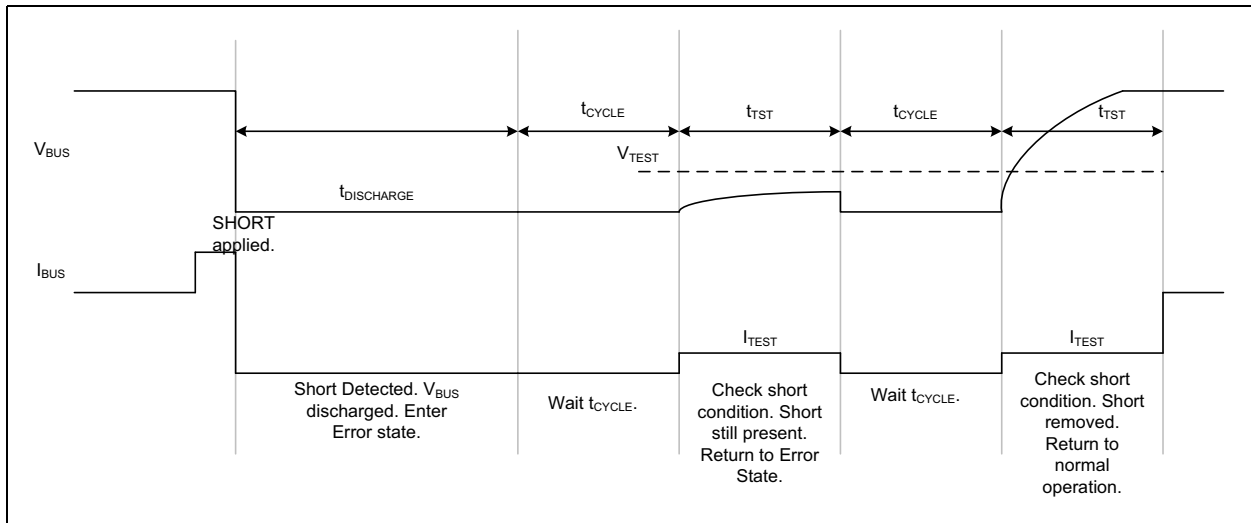 tCYCLE
tTST
tCYCLE
tTST
VBUS
VTEST
tDISCHARGE
SHORT
applied.
IBUS
ITEST
ITEST
Short Detected. VBUS
discharged. Enter
Error state.
Wait tCYCLE.
Check short
condition. Short
still present.
Return to Error
State.
Wait tCYCLE.
Check short
condition. Short
removed.
Return to
normal
operation.